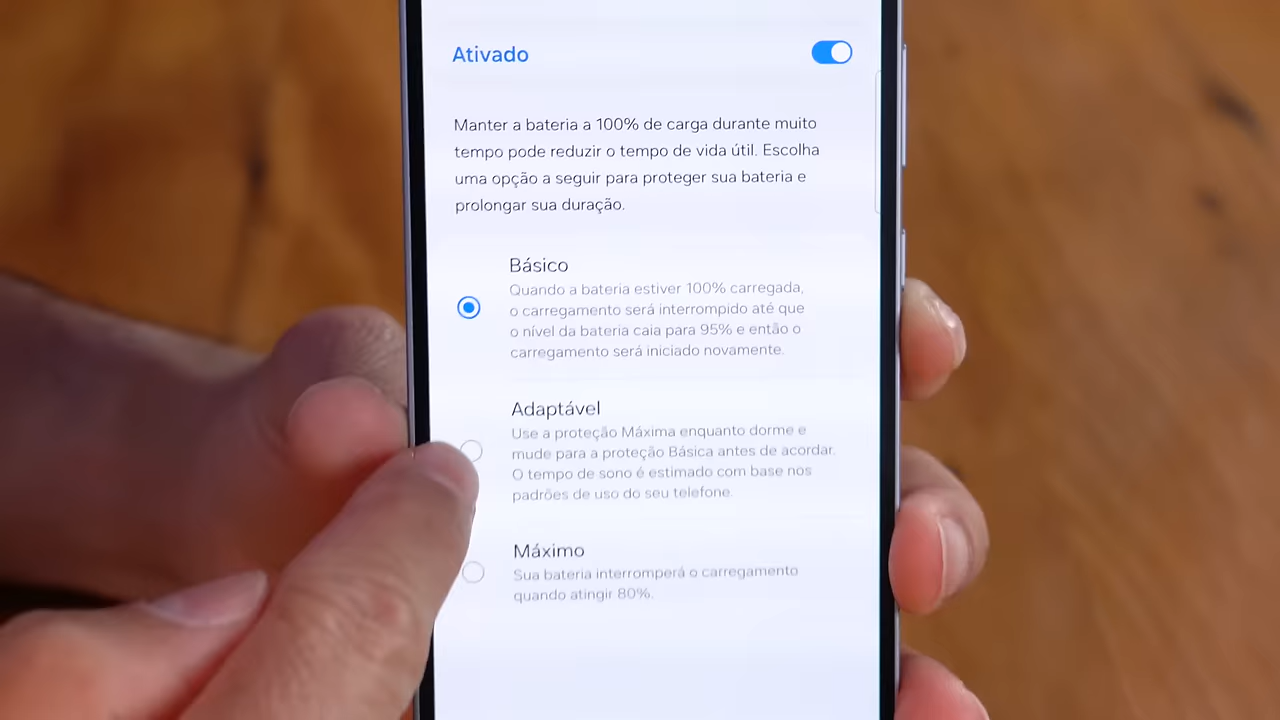 Ativado
Manter a bateria a 100% de carga durante muito
tempo pode reduzir o tempo de vida útil. Escolha
uma opção a seguir para proteger sua bateria e
prolongar sua duração.
Básico
Quando a bateria estiver 100% carregada,
o carregamento será interrompido até que
o nível da bateria caia para 95% e então o
carregamento será iniciado novamente.
Adaptável
Use a proteção Máxima enquanto dorme e
mude para a proteção Básica antes de acordar.
O tempo de sono é estimado com base nos
padrões de uso do seu telefone.
Máximo
Sua bateria interromperá o carregamento
quando atingir 80%.